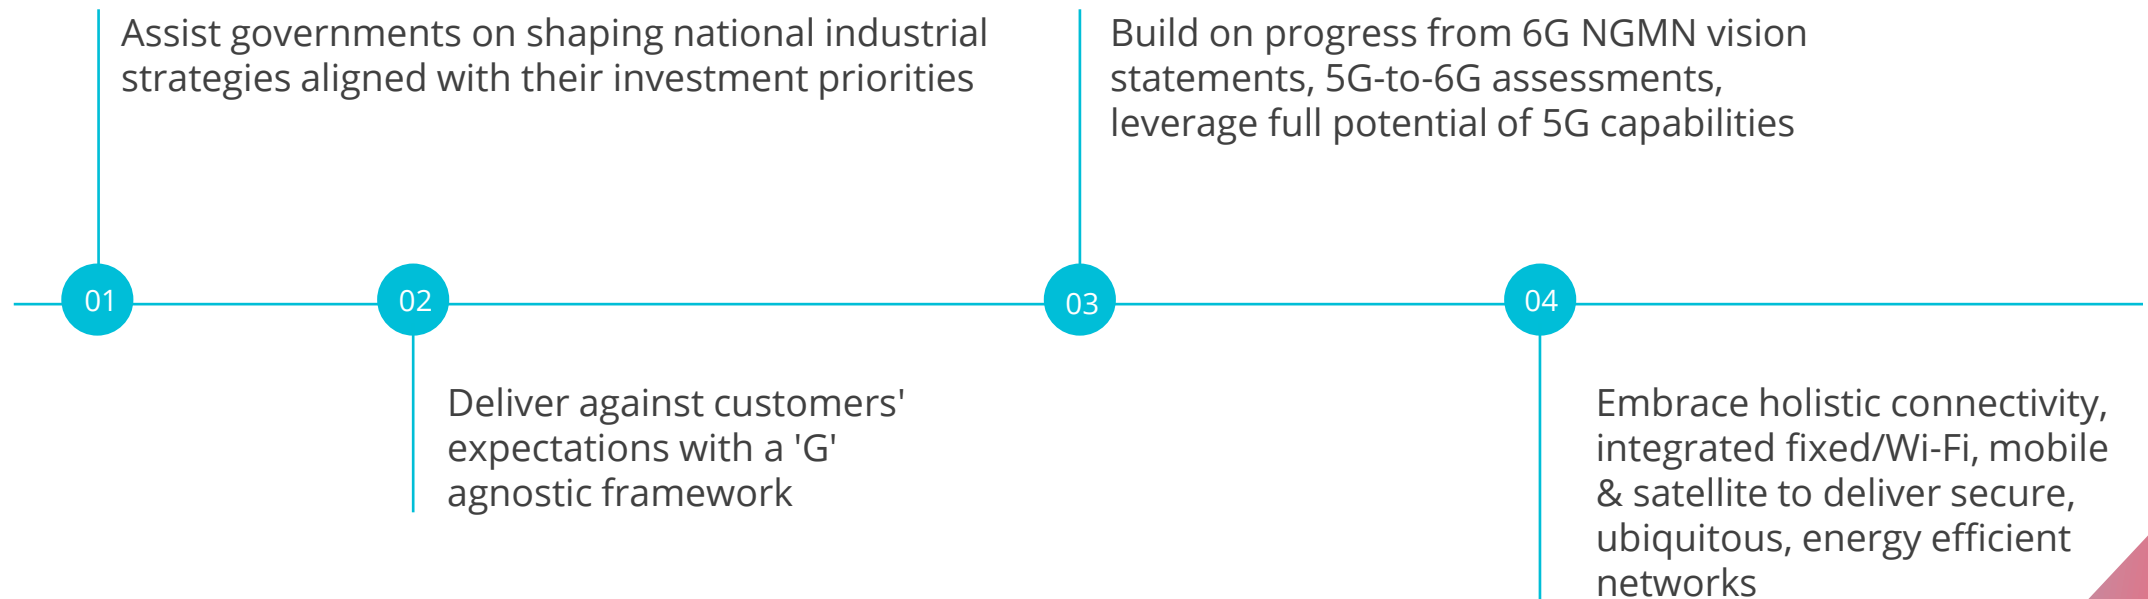 Assist governments on shaping national industrial
strategies aligned with their investment priorities
Build on progress from 6G NGMN vision
statements, 5G-to-6G assessments,
leverage full potential of 5G capabilities
01
02
03
04
Deliver against customers'
expectations with a 'G'
agnostic framework
Embrace holistic connectivity,
integrated fixed/Wi-Fi, mobile
& satellite to deliver secure,
ubiquitous, energy efficient
networks